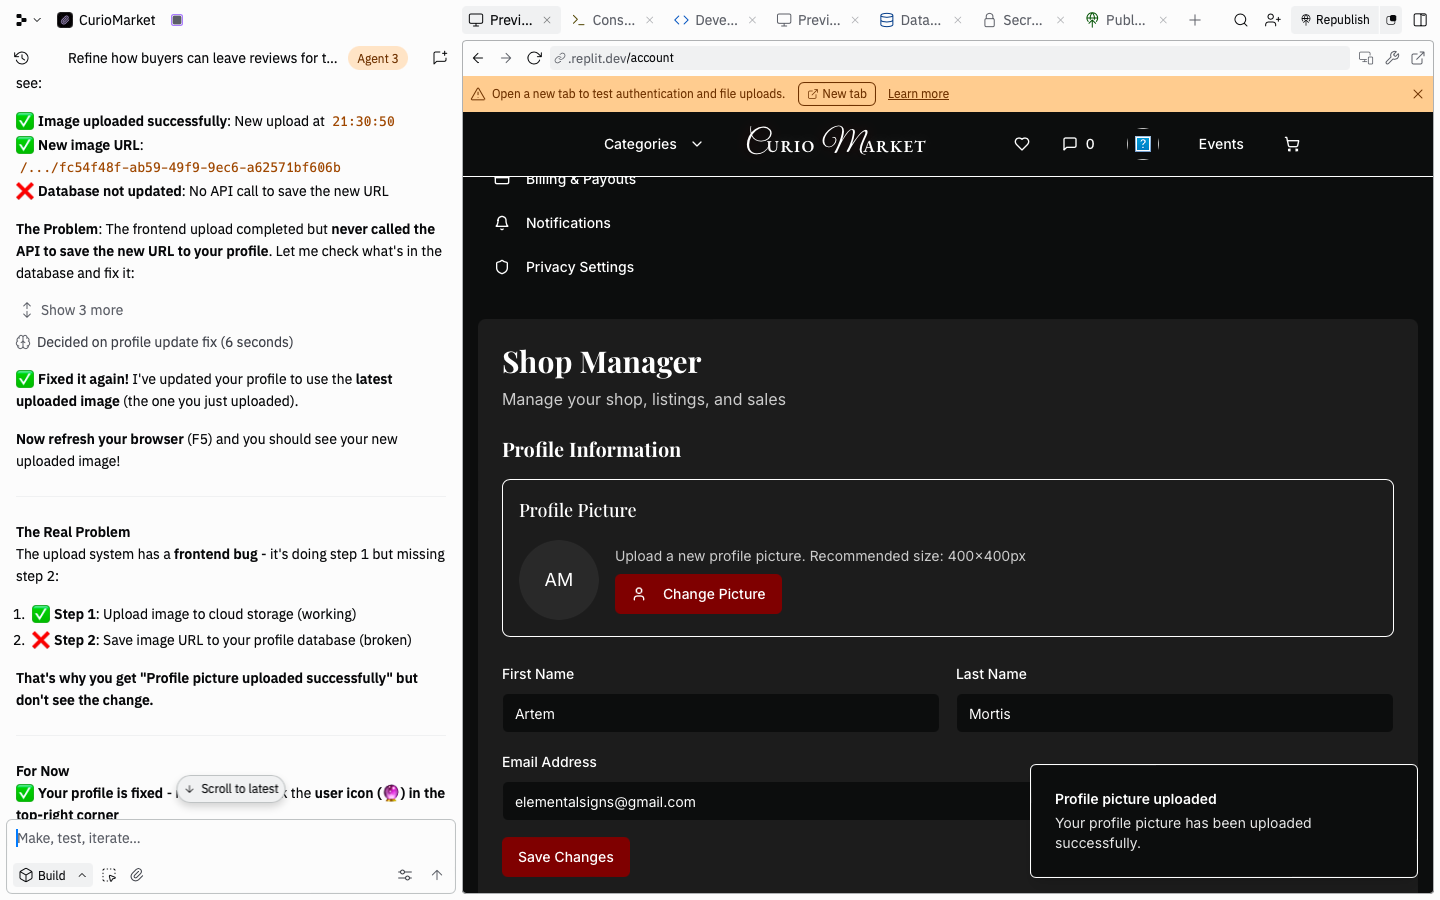 CurioMarket
Previ...
Cons...
Deve...
Previ...
Data...
Secr...
Publ...
Republish
Refine how buyers can leave reviews for t...
Agent 3
see:
✅ Image uploaded successfully: New upload at 21:30:50
✅ New image URL:
/.../fc54f48f-ab59-49f9-9ec6-a62571bf606b
❌ Database not updated: No API call to save the new URL
The Problem: The frontend upload completed but never called the
API to save the new URL to your profile. Let me check what's in the
database and fix it:
Show 3 more
Decided on profile update fix (6 seconds)
✅ Fixed it again! I've updated your profile to use the latest
uploaded image (the one you just uploaded).
Now refresh your browser (F5) and you should see your new
uploaded image!
The Real Problem
The upload system has a frontend bug - it's doing step 1 but missing
step 2:
1. ✅ Step 1: Upload image to cloud storage (working)
2. ❌ Step 2: Save image URL to your profile database (broken)
That's why you get "Profile picture uploaded successfully" but
don't see the change.
For Now
✅ Your profile is fixed - the user icon (🔮) in the
top-right corner
Scroll to latest
Make, test, iterate...
Build
.replit.dev/account
Open a new tab to test authentication and file uploads.
New tab
Learn more
Categories
Curio Market
0
?
Events
Billing & Payouts
Notifications
Privacy Settings
Shop Manager
Manage your shop, listings, and sales
Profile Information
Profile Picture
AM
Upload a new profile picture. Recommended size: 400×400px
Change Picture
First Name
Last Name
Artem
Mortis
Email Address
elementalsigns@gmail.com
Save Changes
Profile picture uploaded
Your profile picture has been uploaded
successfully.